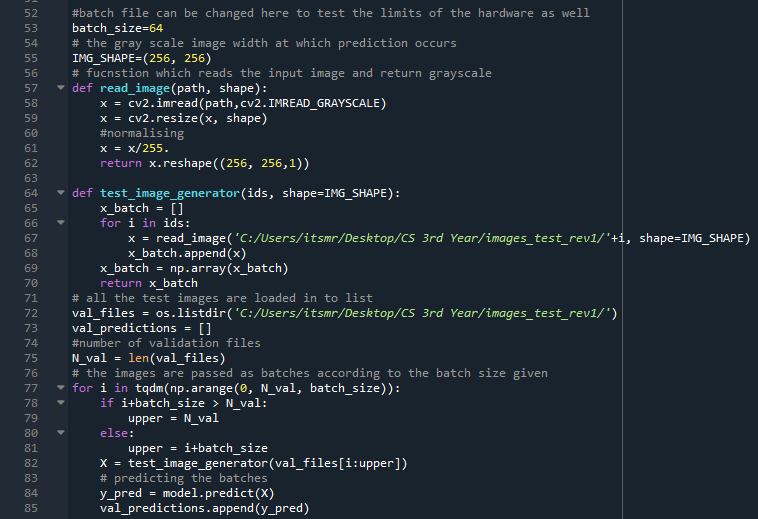 52 #batch file can be changed here to test the limits of the hardware as well
53 batch_size=64
54 # the gray scale image width at which prediction occurs
55 IMG_SHAPE=(256, 256)
56 # fucnstion which reads the input image and return grayscale
57 def read_image(path, shape):
58     x = cv2.imread(path,cv2.IMREAD_GRAYSCALE)
59     x = cv2.resize(x, shape)
60     #normalising
61     x = x/255.
62     return x.reshape((256, 256,1))
63
64 def test_image_generator(ids, shape=IMG_SHAPE):
65     x_batch = []
66     for i in ids:
67         x = read_image('C:/Users/itsmr/Desktop/CS 3rd Year/images_test_rev1/'+i, shape=IMG_SHAPE)
68         x_batch.append(x)
69     x_batch = np.array(x_batch)
70     return x_batch
71 # all the test images are loaded in to list
72 val_files = os.listdir('C:/Users/itsmr/Desktop/CS 3rd Year/images_test_rev1/')
73 val_predictions = []
74 #number of validation files
75 N_val = len(val_files)
76 # the images are passed as batches according to the batch size given
77 for i in tqdm(np.arange(0, N_val, batch_size)):
78     if i+batch_size > N_val:
79         upper = N_val
80     else:
81         upper = i+batch_size
82     X = test_image_generator(val_files[i:upper])
83     # predicting the batches
84     y_pred = model.predict(X)
85     val_predictions.append(y_pred)